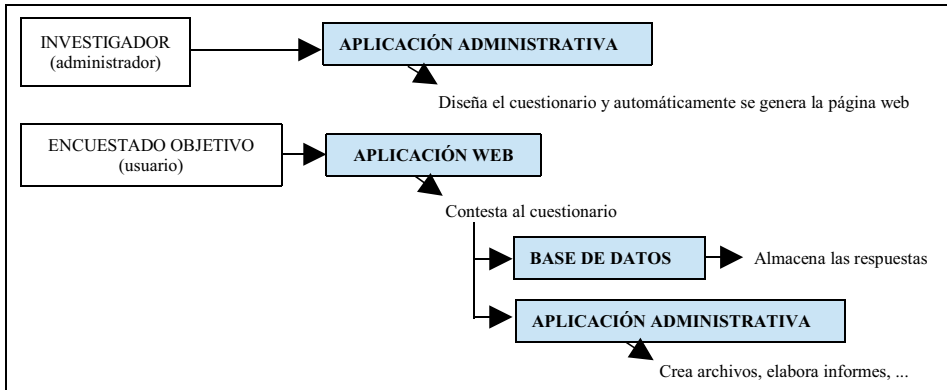 INVESTIGADOR
(administrador)
APLICACIÓN ADMINISTRATIVA
Diseña el cuestionario y automáticamente se genera la página web
ENCUESTADO OBJETIVO
(usuario)
APLICACIÓN WEB
Contesta al cuestionario
BASE DE DATOS
Almacena las respuestas
APLICACIÓN ADMINISTRATIVA
Crea archivos, elabora informes, ...